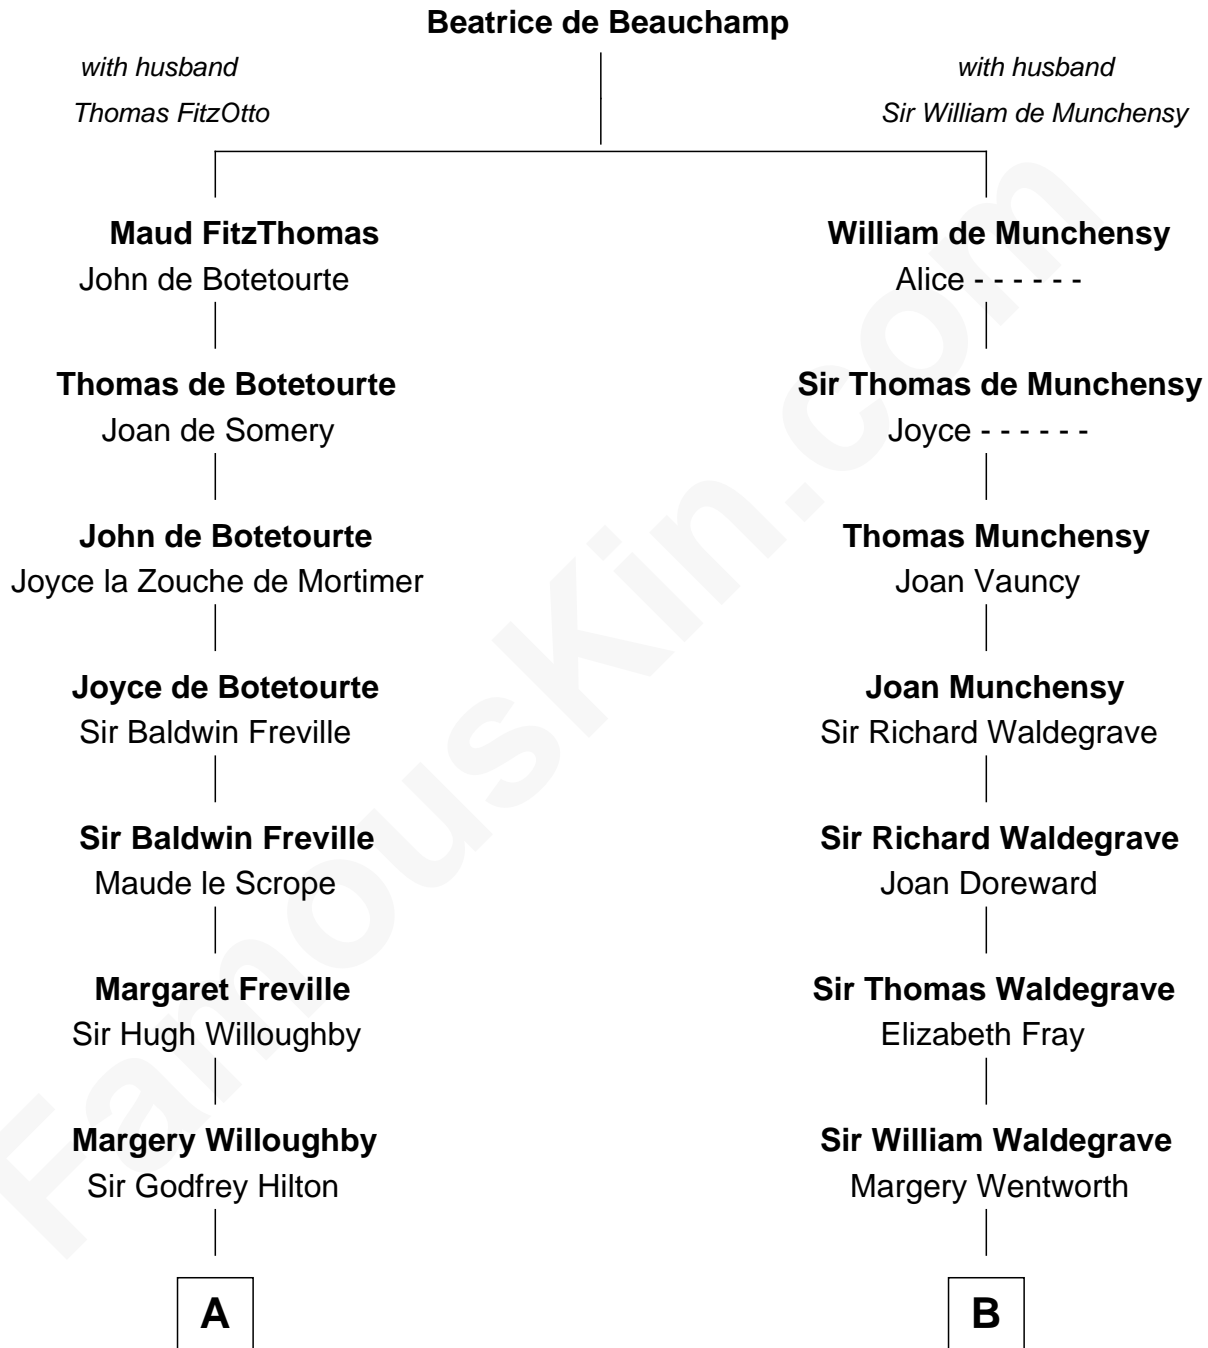 Beatrice de Beauchamp
with husband
Thomas FitzOtto
with husband
Sir William de Munchensy
Maud FitzThomas
John de Botetourte
William de Munchensy
Alice - - - - - -
Thomas de Botetourte
Joan de Somery
Sir Thomas de Munchensy
Joyce - - - - - -
John de Botetourte
Joyce la Zouche de Mortimer
Thomas Munchensy
Joan Vauncy
Joyce de Botetourte
Sir Baldwin Freville
Joan Munchensy
Sir Richard Waldegrave
Sir Baldwin Freville
Maude le Scrope
Sir Richard Waldegrave
Joan Doreward
Margaret Freville
Sir Hugh Willoughby
Sir Thomas Waldegrave
Elizabeth Fray
Margery Willoughby
Sir Godfrey Hilton
Sir William Waldegrave
Margery Wentworth
A
B
FamousKin.com